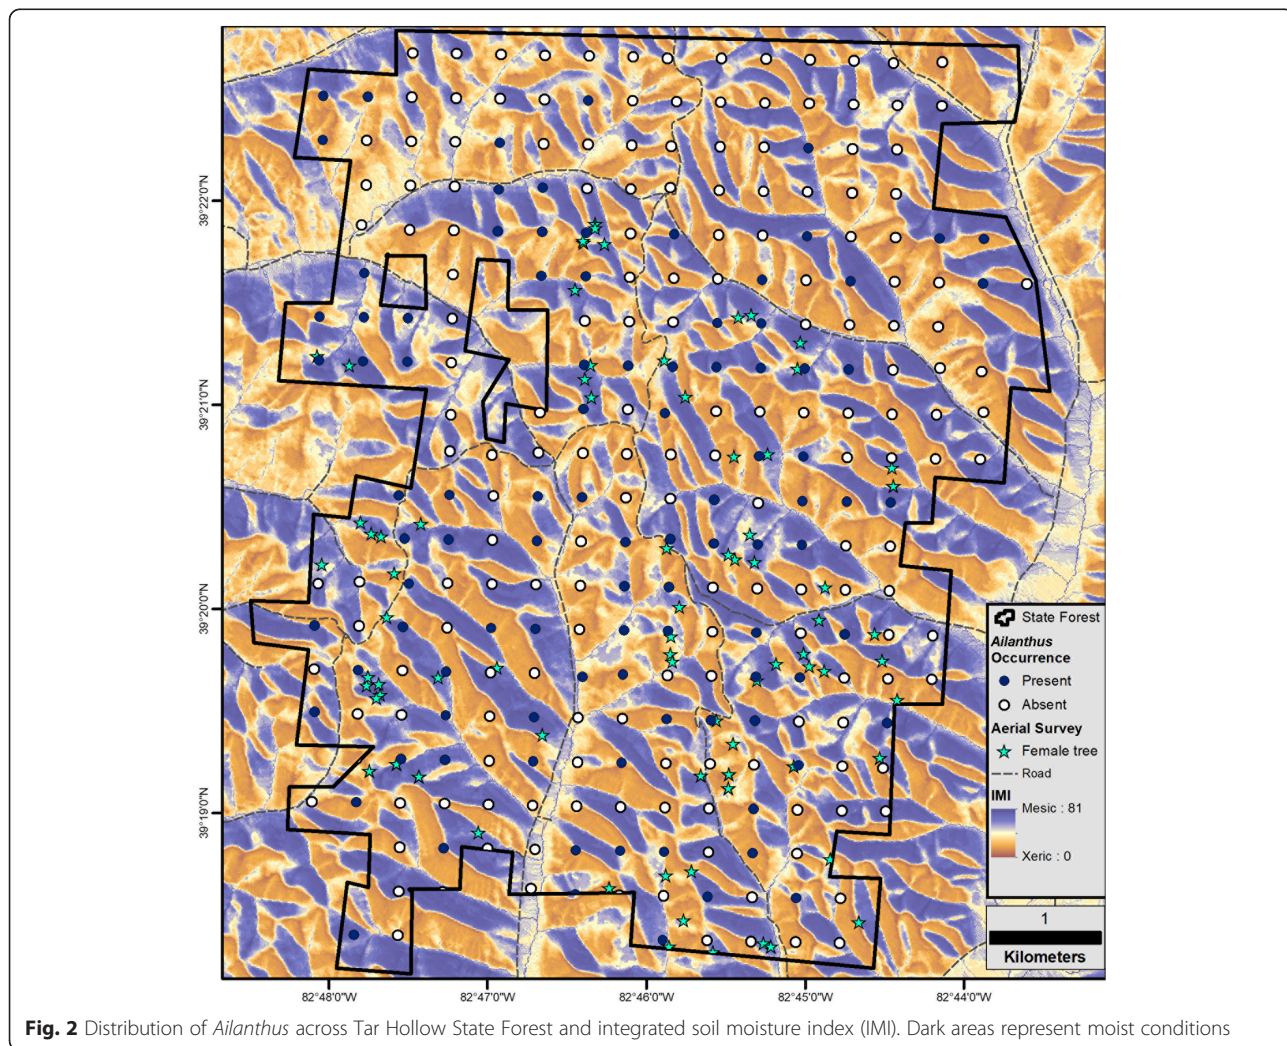 39°22'0"N
39°21'0"N
39°20'0"N
39°19'0"N
State Forest
Ailanthus
Occurrence
Present
Absent
Aerial Survey
Female tree
Road
IMI
Mesic : 81
Xeric : 0
1
Kilometers
82°48'0"W 82°47'0"W 82°46'0"W 82°45'0"W 82°44'0"W
Fig. 2 Distribution of Ailanthus across Tar Hollow State Forest and integrated soil moisture index (IMI). Dark areas represent moist conditions